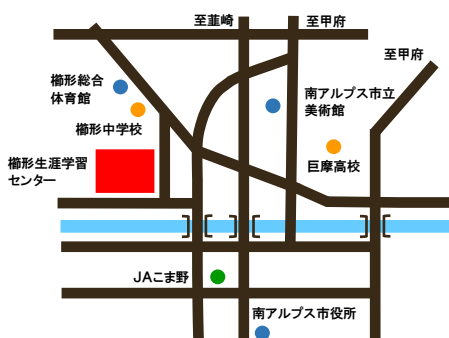 至韮崎
至甲府
至甲府
櫛形総合
体育館
南アルプス市立
美術館
櫛形中学校
巨摩高校
櫛形生涯学習
センター
JAこま野
南アルプス市役所